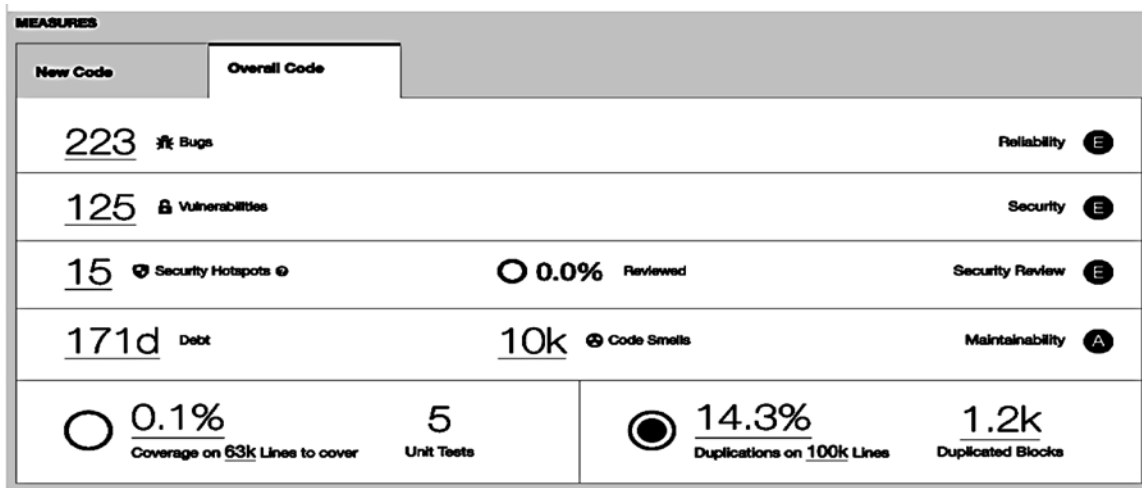 MEASURES
New Code
Overall Code
223 Bugs Reliability E
125 Vulnerabilities Security E
15 Security Hotspots ? 0.0% Reviewed Security Review E
171d Debt 10k Code Smells Maintainability A
0.1% 5 14.3% 1.2k
Coverage on 63k Lines to cover Unit Tests Duplications on 100k Lines Duplicated Blocks